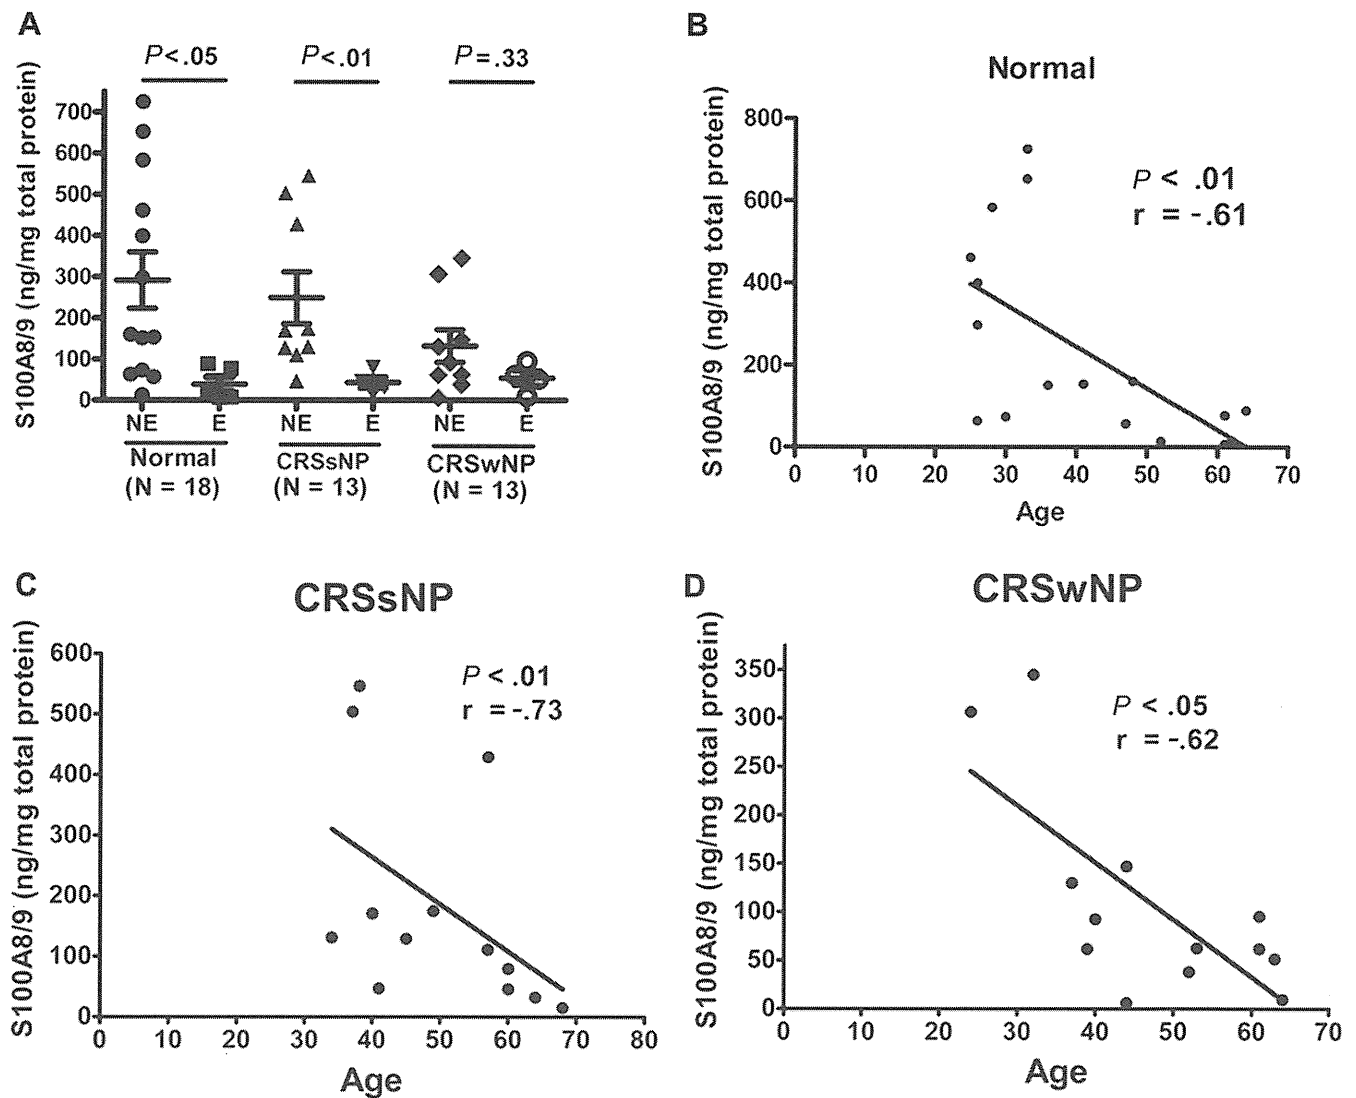 A
P<.05
P<.01
P=.33
S100A8/9 (ng/mg total protein)
700
600
500
400
300
200
100
0
NE E NE E NE E
Normal
(N = 18)
CRSsNP
(N = 13)
CRSwNP
(N = 13)
B
Normal
S100A8/9 (ng/mg total protein)
800
600
400
200
0
P < .01
r = -.61
0 10 20 30 40 50 60 70
Age
C
CRSsNP
S100A8/9 (ng/mg total protein)
600
500
400
300
200
100
0
P < .01
r = -.73
0 10 20 30 40 50 60 70 80
Age
D
CRSwNP
S100A8/9 (ng/mg total protein)
350
300
250
200
150
100
50
0
P < .05
r = -.62
0 10 20 30 40 50 60 70
Age